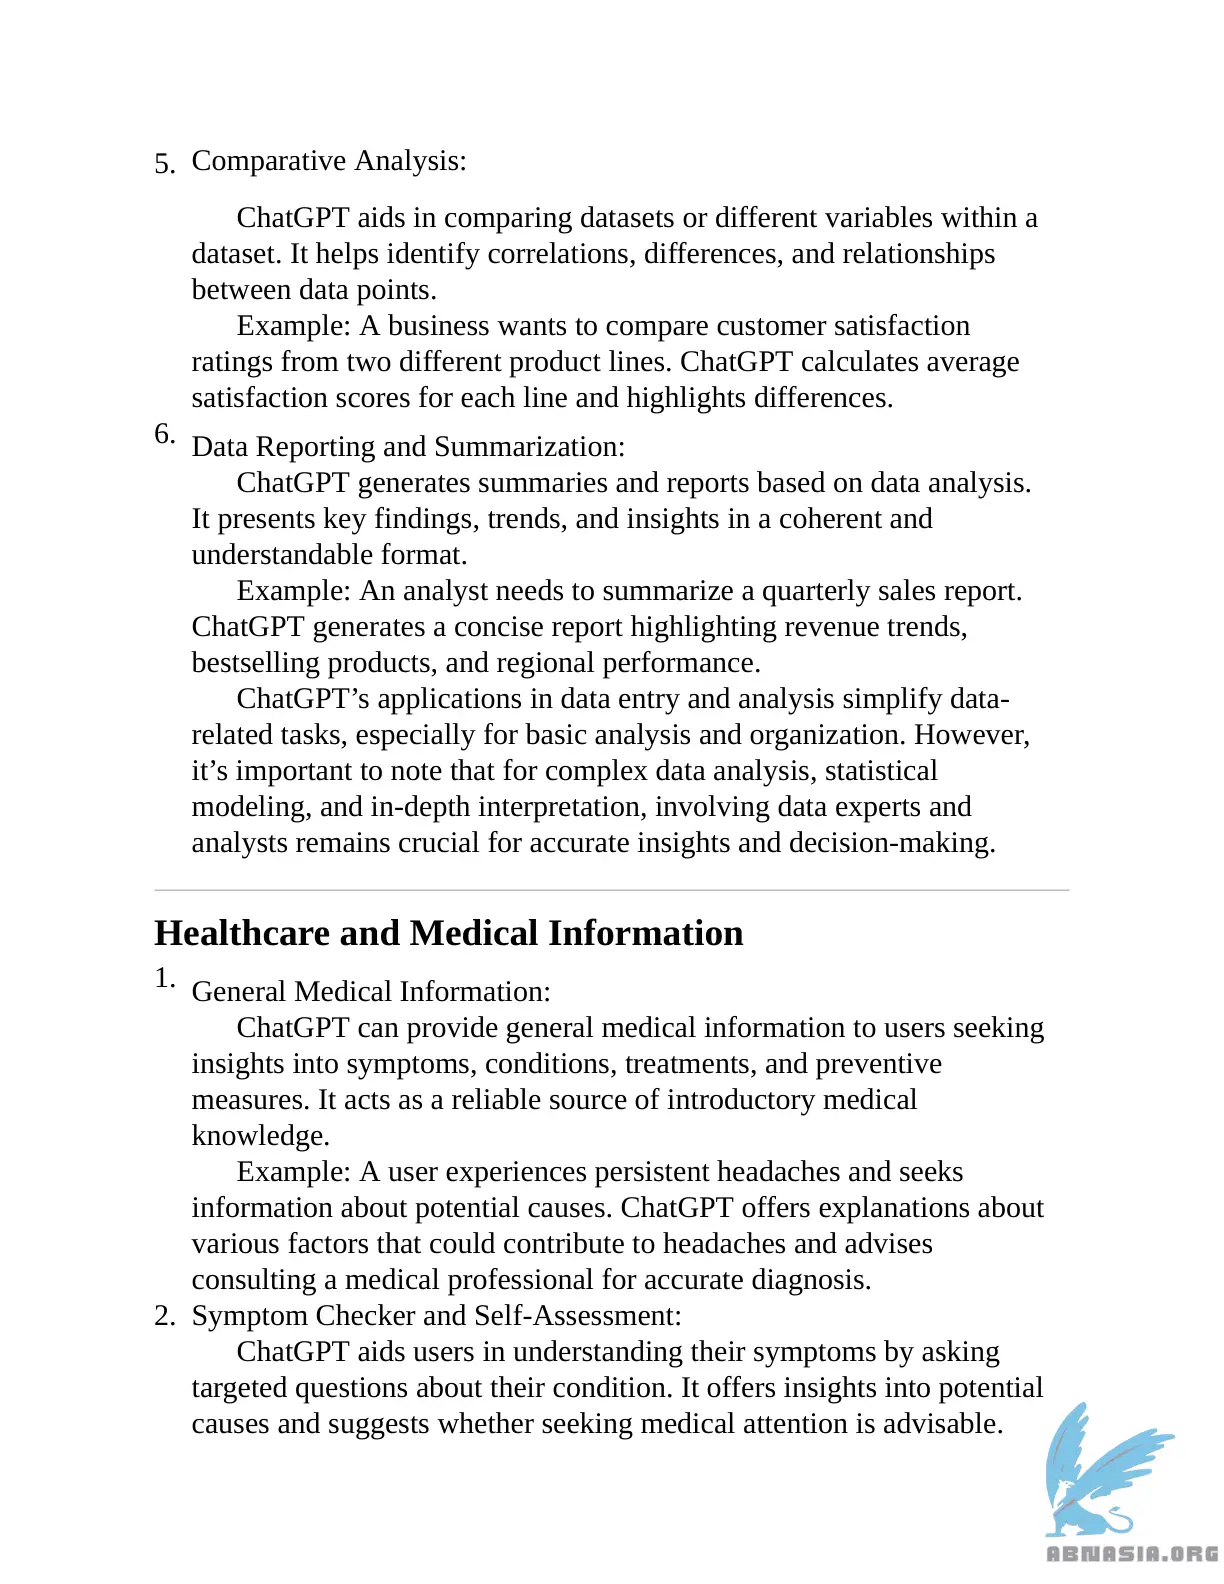 5. Comparative Analysis:
ChatGPT aids in comparing datasets or different variables within a
dataset. It helps identify correlations, differences, and relationships
between data points.
Example: A business wants to compare customer satisfaction
ratings from two different product lines. ChatGPT calculates average
satisfaction scores for each line and highlights differences.
6. Data Reporting and Summarization:
ChatGPT generates summaries and reports based on data analysis.
It presents key findings, trends, and insights in a coherent and
understandable format.
Example: An analyst needs to summarize a quarterly sales report.
ChatGPT generates a concise report highlighting revenue trends,
bestselling products, and regional performance.
ChatGPT’s applications in data entry and analysis simplify data-
related tasks, especially for basic analysis and organization. However,
it’s important to note that for complex data analysis, statistical
modeling, and in-depth interpretation, involving data experts and
analysts remains crucial for accurate insights and decision-making.
Healthcare and Medical Information
1. General Medical Information:
ChatGPT can provide general medical information to users seeking
insights into symptoms, conditions, treatments, and preventive
measures. It acts as a reliable source of introductory medical
knowledge.
Example: A user experiences persistent headaches and seeks
information about potential causes. ChatGPT offers explanations about
various factors that could contribute to headaches and advises
consulting a medical professional for accurate diagnosis.
2. Symptom Checker and Self-Assessment:
ChatGPT aids users in understanding their symptoms by asking
targeted questions about their condition. It offers insights into potential
causes and suggests whether seeking medical attention is advisable.
ABNASIA.ORG